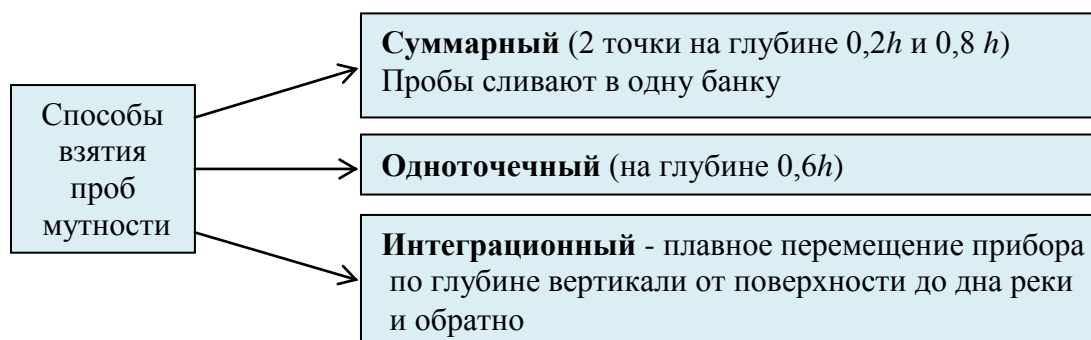 Способы
взятия
проб
мутности
Суммарный (2 точки на глубине 0,2h и 0,8 h)
Пробы сливают в одну банку
Одноточечный (на глубине 0,6h)
Интеграционный - плавное перемещение прибора
по глубине вертикали от поверхности до дна реки
и обратно